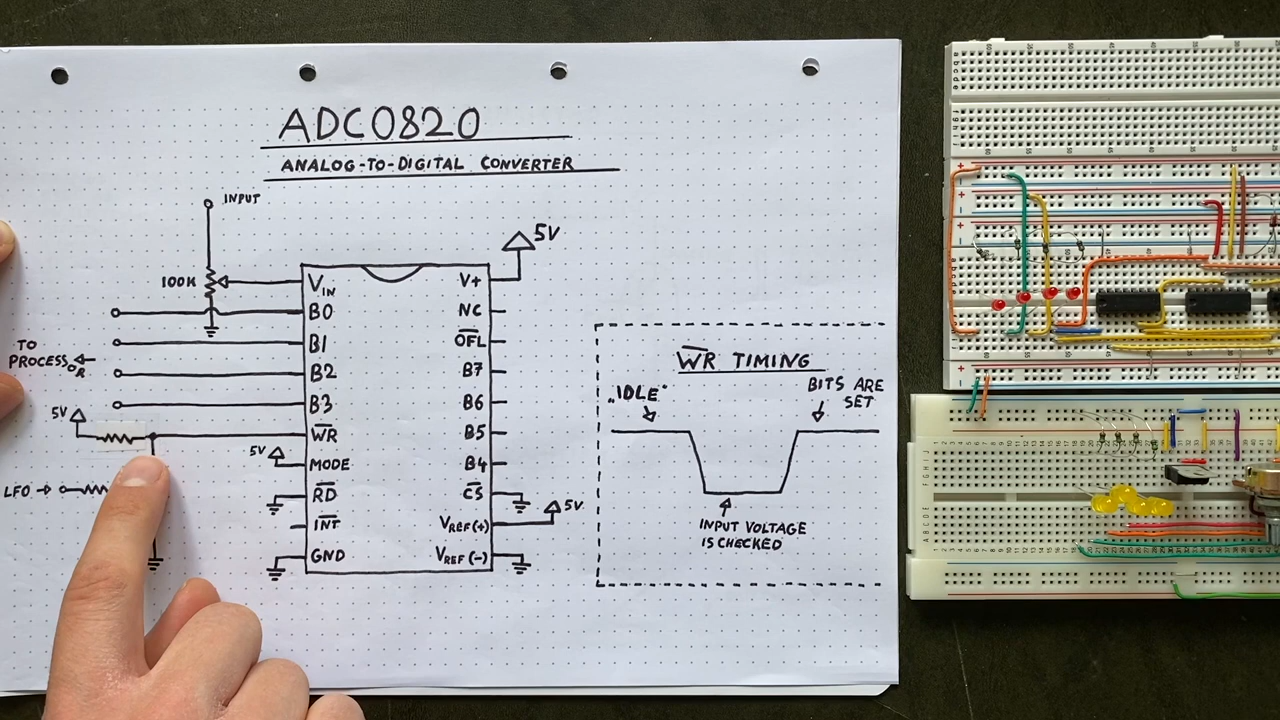 ADC0820
ANALOG-TO-DIGITAL CONVERTER
INPUT
100K
TO
PROCESSOR
5V
LFO
5V
VIN
B0
B1
B2
B3
WR
MODE
RD
INT
GND
5V
V+
NC
OFL
B7
B6
B5
B4
CS
VREF(+)
VREF(-)
5V
WR TIMING
„IDLE"
BITS ARE
SET
INPUT VOLTAGE
IS CHECKED